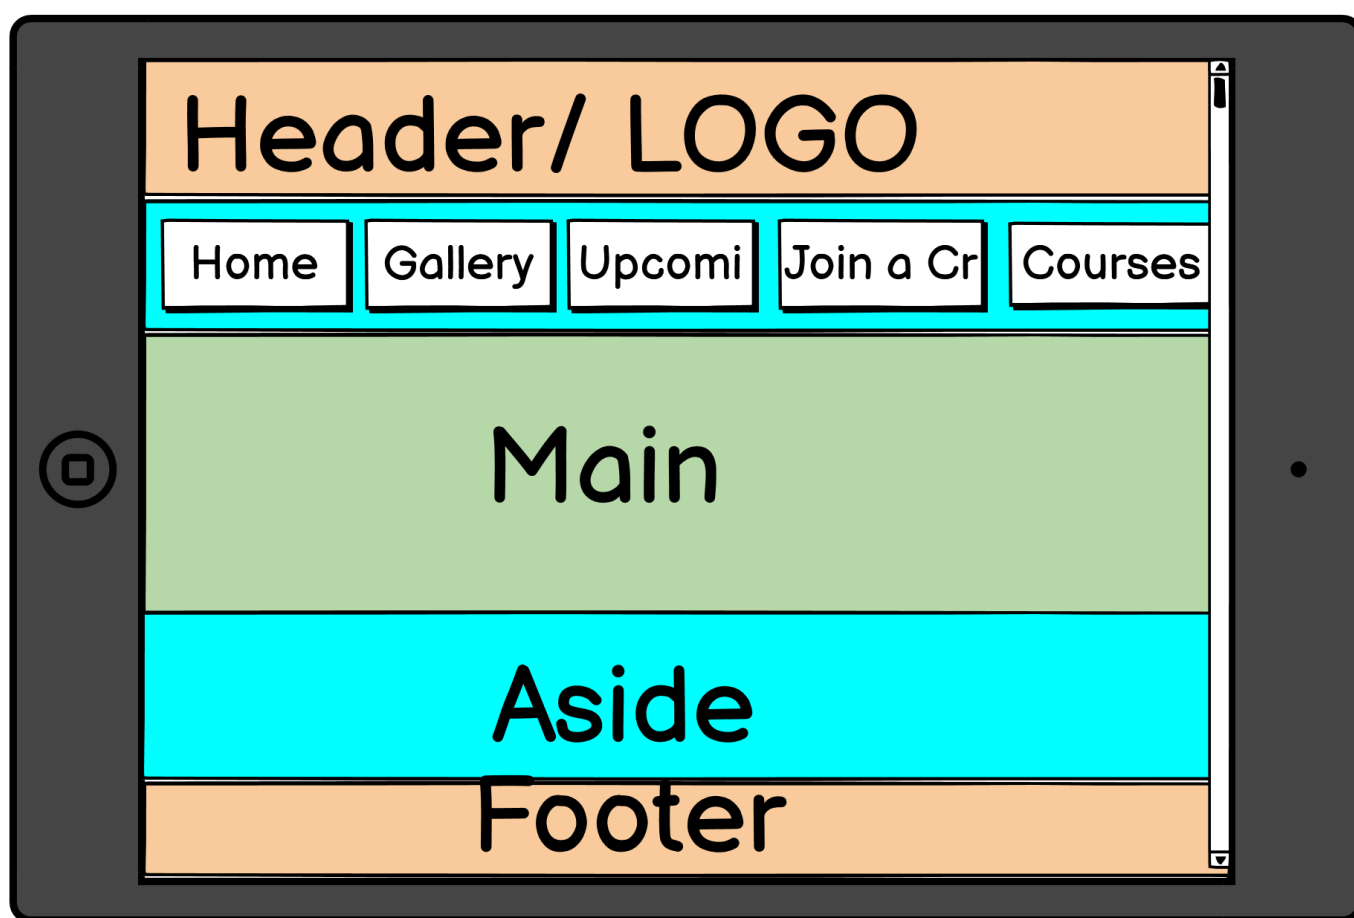 Header/ LOGO
Home Gallery Upcomi Join a Cr Courses
Main
Aside
Footer